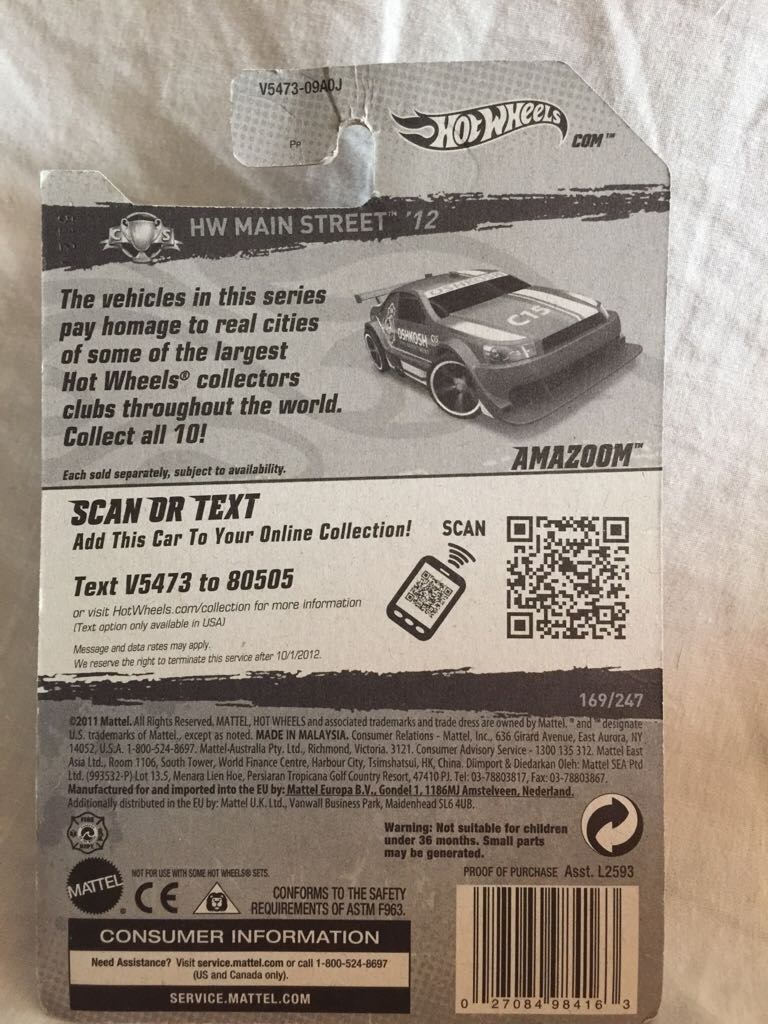 V5473-09A0J
Pp
HOT WHEELS
COM™
HW MAIN STREET™ '12
The vehicles in this series
pay homage to real cities
of some of the largest
Hot Wheels® collectors
clubs throughout the world.
Collect all 10!
Each sold separately, subject to availability.
OSHKOSH
C15
AMAZOOM™
SCAN OR TEXT
Add This Car To Your Online Collection!
SCAN
Text V5473 to 80505
or visit HotWheels.com/collection for more information
(Text option only available in USA)
Message and data rates may apply.
We reserve the right to terminate this service after 10/1/2012.
169/247
©2011 Mattel. All Rights Reserved. MATTEL, HOT WHEELS and associated trademarks and trade dress are owned by Mattel. ® and ™ designate
U.S. trademarks of Mattel., except as noted. MADE IN MALAYSIA. Consumer Relations - Mattel, Inc., 636 Girard Avenue, East Aurora, NY
14052, U.S.A. 1-800-524-8697. Mattel-Australia Pty. Ltd., Richmond, Victoria. 3121. Consumer Advisory Service - 1300 135 312. Mattel East
Asia Ltd., Room 1106, South Tower, World Finance Centre, Harbour City, Tsimshatsui, HK, China. Diimport & Diedarkan Oleh: Mattel SEA Ptd
Ltd. (993532-P) Lot 13.5, Menara Lien Hoe, Persiaran Tropicana Golf Country Resort, 47410 PJ. Tel: 03-78803817, Fax: 03-78803867.
Manufactured for and imported into the EU by: Mattel Europa B.V., Gondel 1, 1186MJ Amstelveen, Nederland.
Additionally distributed in the EU by: Mattel U.K. Ltd., Vanwall Business Park, Maidenhead SL6 4UB.
Warning: Not suitable for children
under 36 months. Small parts
may be generated.
FIRE
DEPT
PROOF OF PURCHASE Asst. L2593
MATTEL
NOT FOR USE WITH SOME HOT WHEELS® SETS.
CE
CONFORMS TO THE SAFETY
REQUIREMENTS OF ASTM F963.
CONSUMER INFORMATION
Need Assistance? Visit service.mattel.com or call 1-800-524-8697
(US and Canada only).
SERVICE.MATTEL.COM
0 27084 98416 3